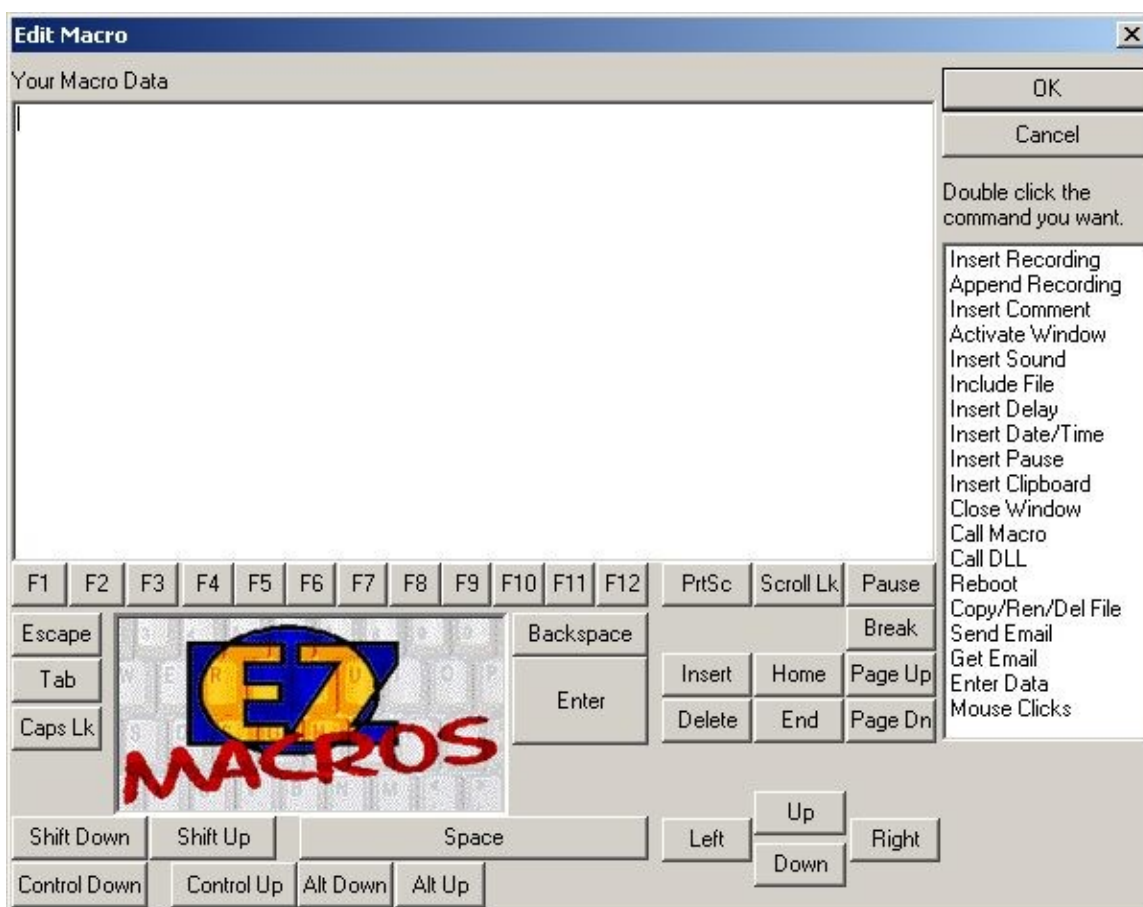 Edit Macro
Your Macro Data
OK
Cancel
Double click the
command you want.
Insert Recording
Append Recording
Insert Comment
Activate Window
Insert Sound
Include File
Insert Delay
Insert Date/Time
Insert Pause
Insert Clipboard
Close Window
Call Macro
Call DLL
Reboot
Copy/Ren/Del File
Send Email
Get Email
Enter Data
Mouse Clicks
F1 F2 F3 F4 F5 F6 F7 F8 F9 F10 F11 F12 PrtSc Scroll Lk Pause
Escape Backspace Break
Tab Enter Insert Home Page Up
Caps Lk Delete End Page Dn
EZ
MACROS
Shift Down Shift Up Space Left Up Right
Down
Control Down Control Up Alt Down Alt Up